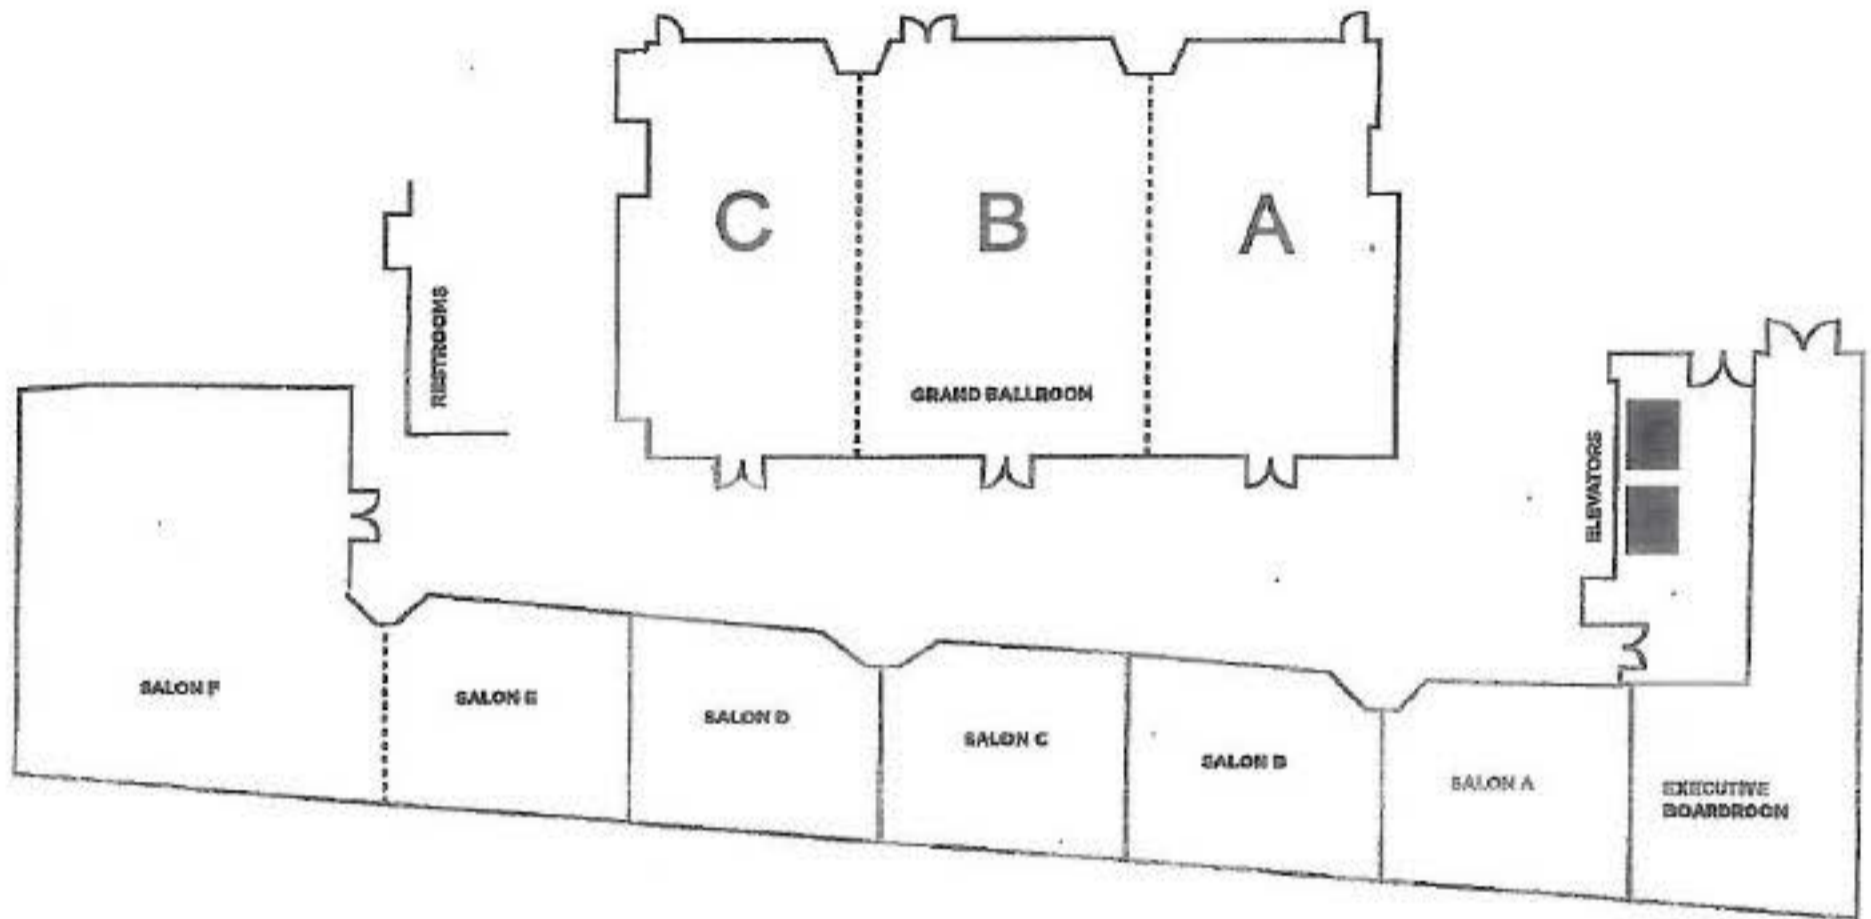 C
B
A
GRAND BALLROOM
RESTROOMS
ELEVATORS
SALON F
SALON E
SALON D
SALON C
SALON B
SALON A
EXECUTIVE
BOARDROOM